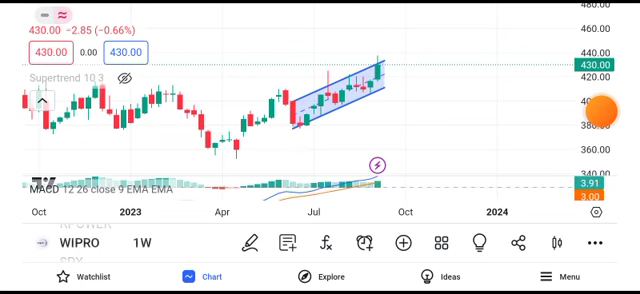 480.00
460.00
430.00 −2.85 (−0.66%)
440.00
430.00 0.00 430.00
430.00
420.00
Supertrend 10 3
380.00
360.00
340.00
MACD 12 26 close 9 EMA EMA
3.91
3.00
Oct 2023 Apr Jul Oct 2024
WIPRO 1W
Watchlist Chart Explore Ideas Menu